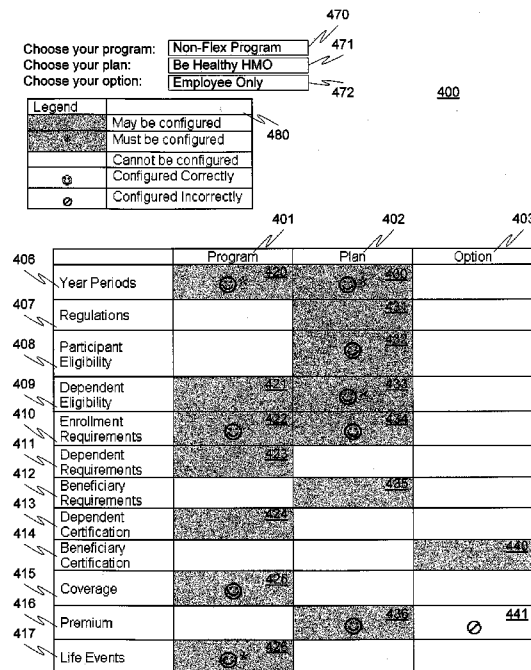 470
Choose your program: Non-Flex Program
471
Choose your plan: Be Healthy HMO
Choose your option: Employee Only
472
400
Legend
480
May be configured
* Must be configured
Cannot be configured
Configured Correctly
Configured Incorrectly
401
402
403
Program Plan Option
406 Year Periods 420 * 430 *
407 Regulations 431
408 Participant Eligibility 432
409 Dependent Eligibility 421 433 *
410 Enrollment Requirements 422 434
411 Dependent Requirements 423
412 Beneficiary Requirements 435
413 Dependent Certification 424
414 Beneficiary Certification 440
415 Coverage
416 Premium 436 441
417 Life Events *